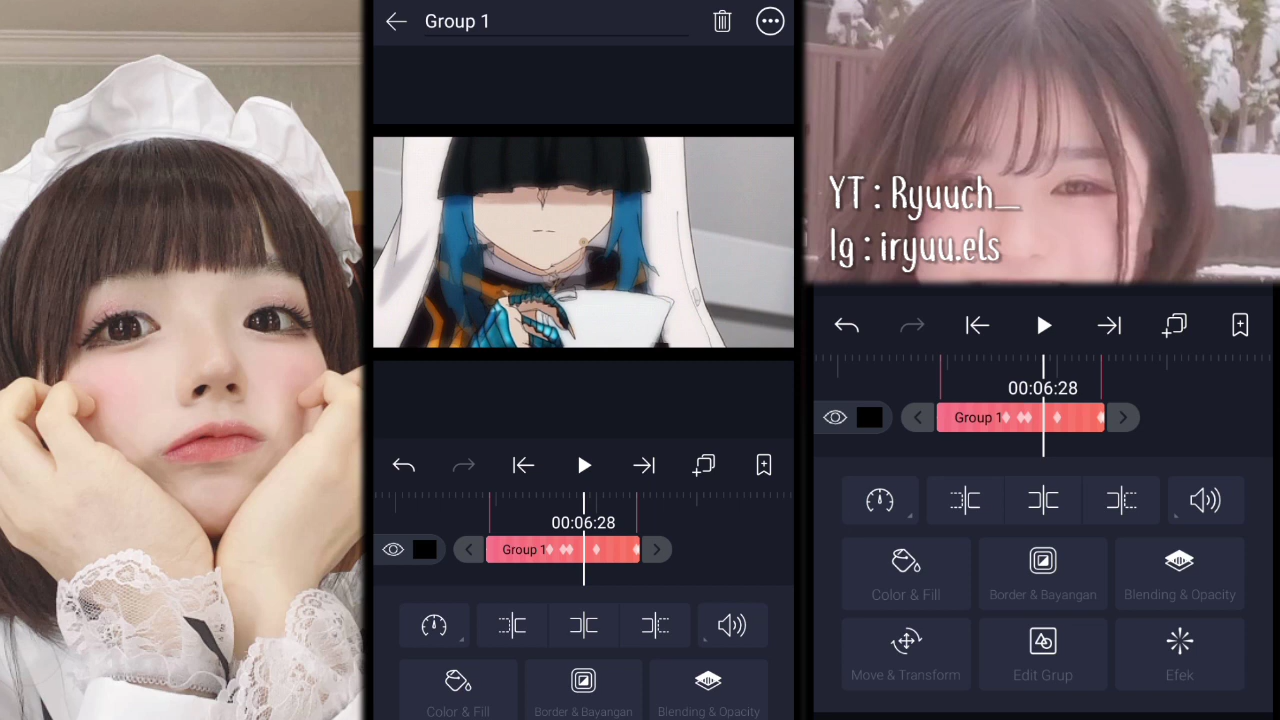 Group 1
00:06:28
Group 1
Color & Fill
Border & Bayangan
Blending & Opacity
YT : Ryuuch_
Ig : iryuu.els
00:06:28
Group 1
Color & Fill
Border & Bayangan
Blending & Opacity
Move & Transform
Edit Grup
Efek